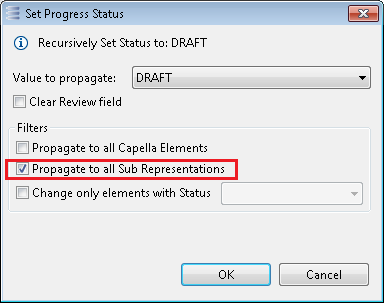 Set Progress Status
Recursively Set Status to: DRAFT
Value to propagate: DRAFT
Clear Review field
Filters
Propagate to all Capella Elements
Propagate to all Sub Representations
Change only elements with Status
OK Cancel